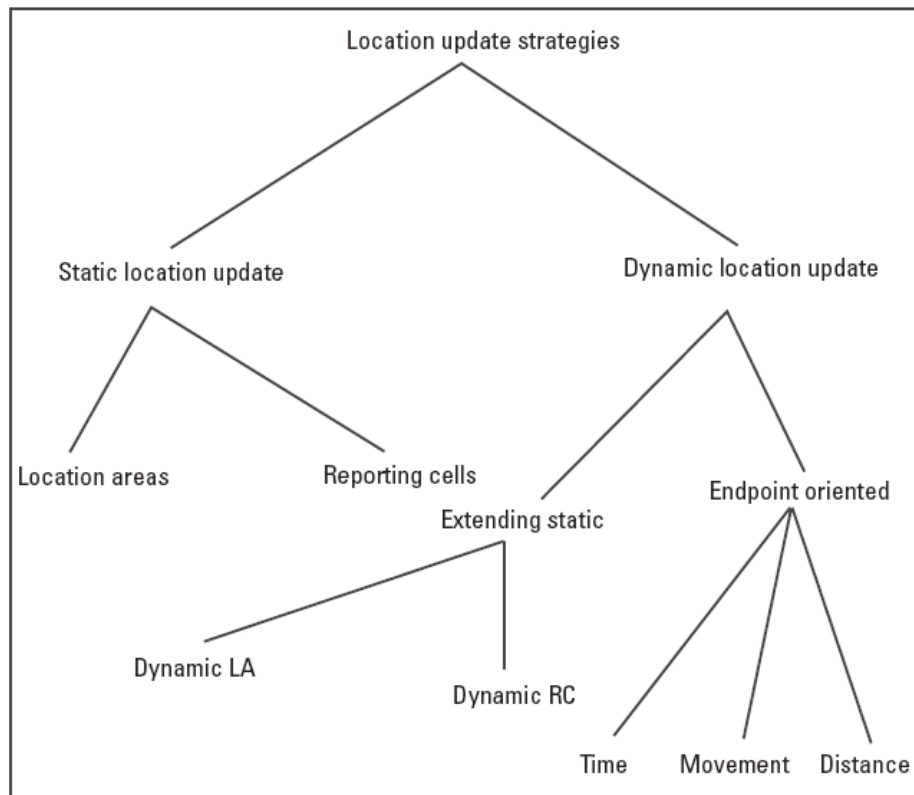 Location update strategies
Static location update
Dynamic location update
Location areas
Reporting cells
Extending static
Endpoint oriented
Dynamic LA
Dynamic RC
Time
Movement
Distance